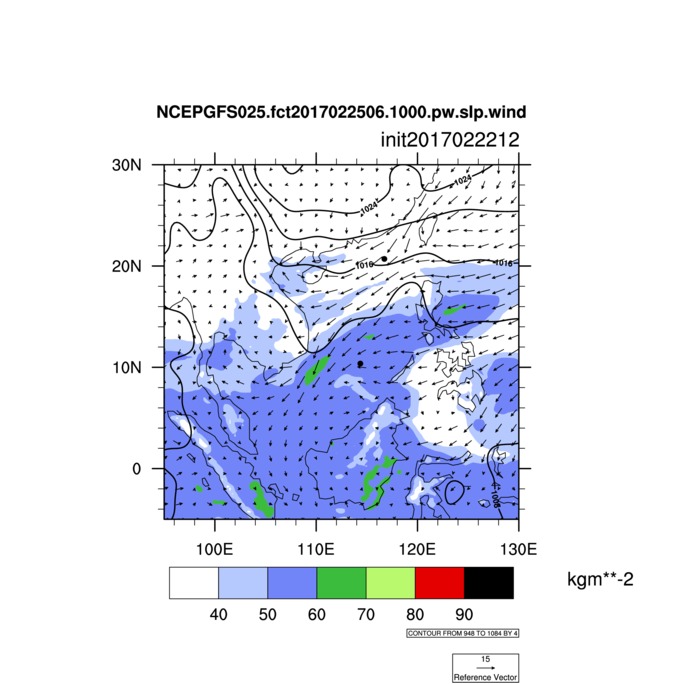 NCEPGFS025.fct2017022506.1000.pw.slp.wind
init2017022212
30N
20N
10N
0
1024
1024
1016
1016
1008
100E 110E 120E 130E
kgm**-2
40 50 60 70 80 90
CONTOUR FROM 948 TO 1084 BY 4
15
Reference Vector